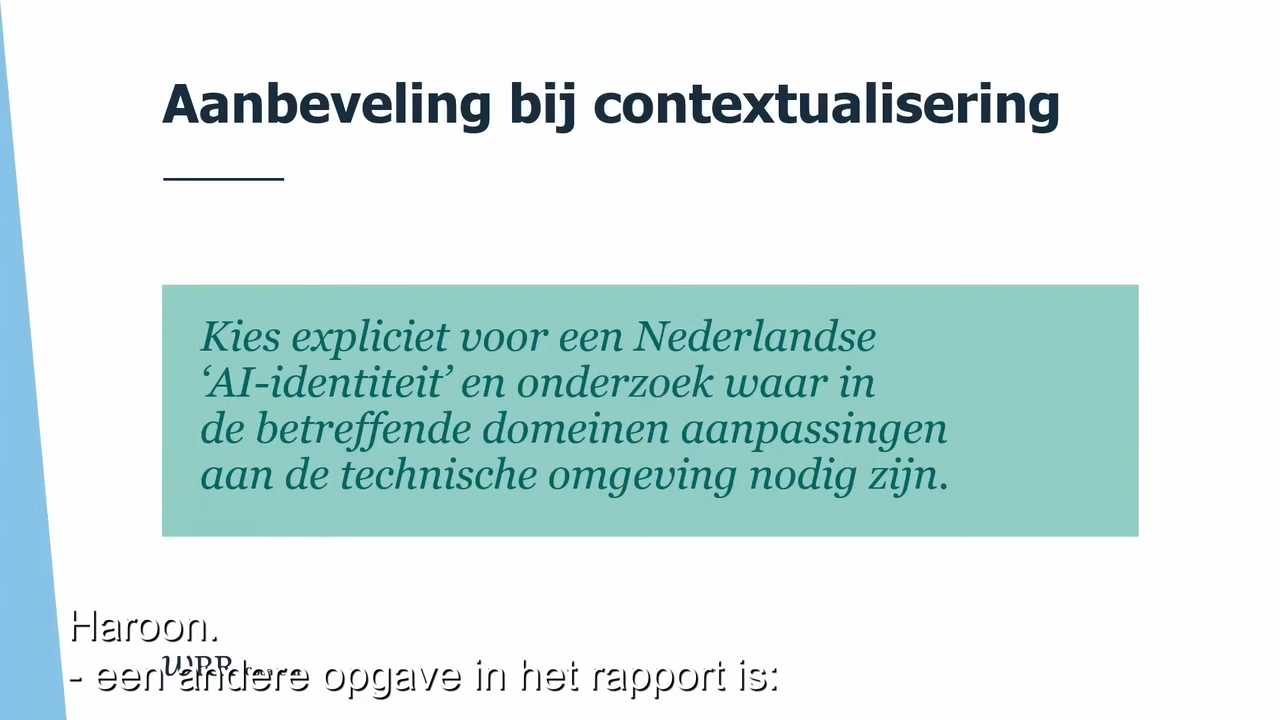 Aanbeveling bij contextualisering
Kies expliciet voor een Nederlandse
‘AI-identiteit’ en onderzoek waar in
de betreffende domeinen aanpassingen
aan de technische omgeving nodig zijn.
Haroon.
WRR
- een andere opgave in het rapport is: